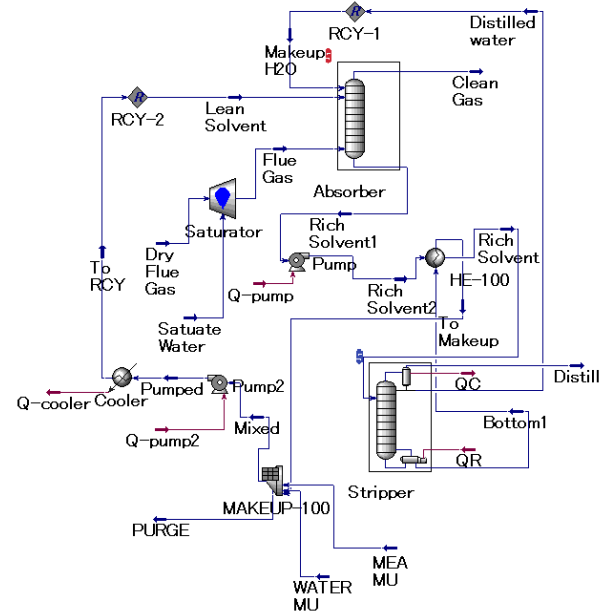 RCY-1
Distilled
water
Makeup
H2O
S
Clean
Gas
R
R
RCY-2
Lean
Solvent
Flue
Gas
Absorber
Saturator
Rich
Solvent1
Dry
Flue
Gas
To
RCY
Pump
Rich
Solvent
HE-100
Q-pump
Rich
Solvent2
Satuate
Water
To
Makeup
S
Distill
QC
Pumped
Pump2
Q-cooler
Cooler
Mixed
Bottom1
Q-pump2
QR
Stripper
MAKEUP-100
PURGE
MEA
MU
WATER
MU